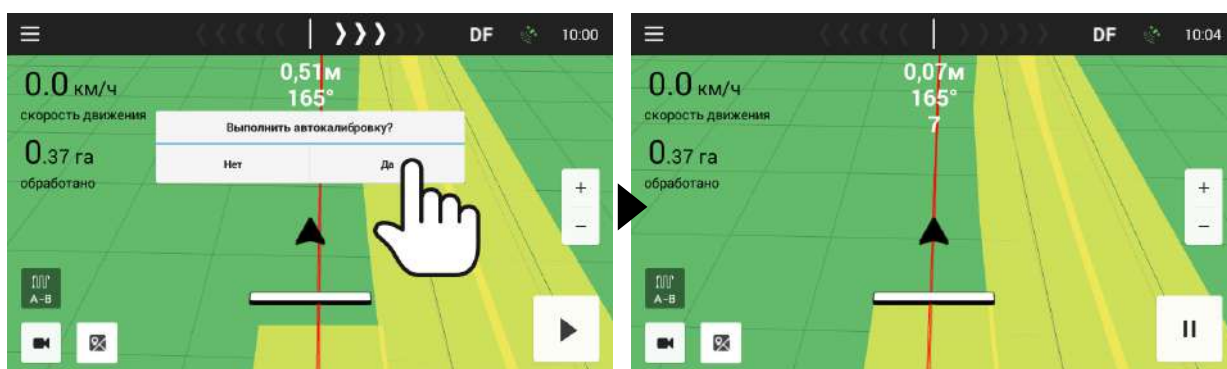 DF 10:00
0,51м
165°
0.0 км/ч
скорость движения
0.37 га
обработано
Выполнить автокалибровку?
Нет Да
+
−
A-B
DF 10:04
0,07м
165°
7
0.0 км/ч
скорость движения
0.37 га
обработано
+
−
A-B